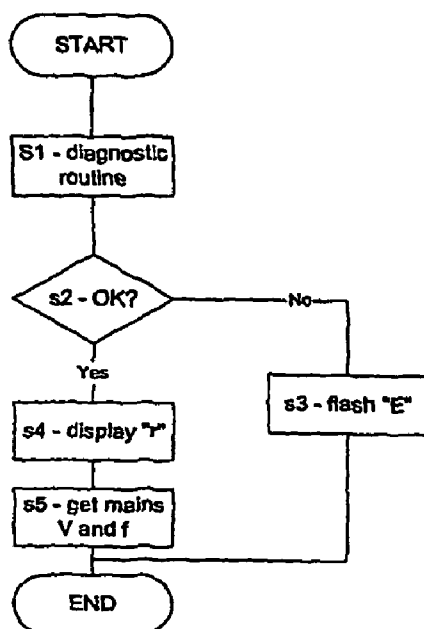 START
S1 - diagnostic
routine
s2 - OK?
No
Yes
s3 - flash "E"
s4 - display "r"
s5 - get mains
V and f
END